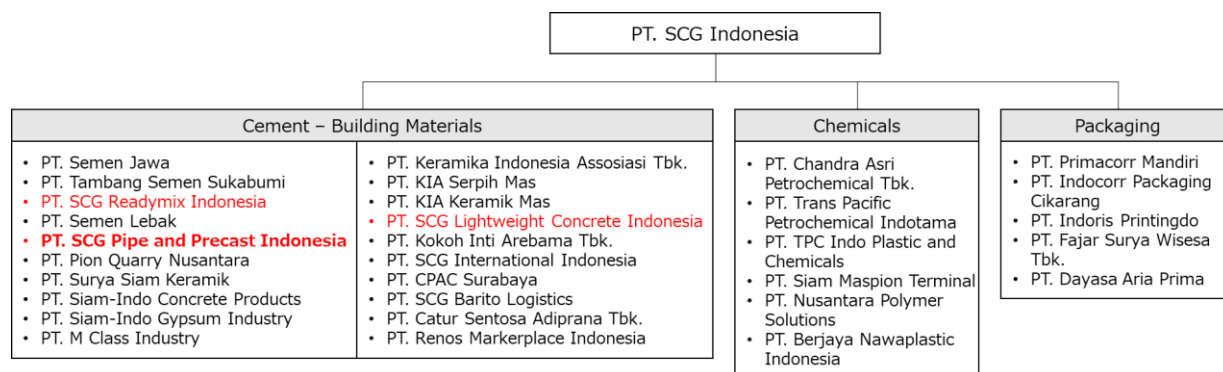 PT. SCG Indonesia
Cement – Building Materials
• PT. Semen Jawa
• PT. Tambang Semen Sukabumi
• PT. SCG Readymix Indonesia
• PT. Semen Lebak
• PT. SCG Pipe and Precast Indonesia
• PT. Pion Quarry Nusantara
• PT. Surya Siam Keramik
• PT. Siam-Indo Concrete Products
• PT. Siam-Indo Gypsum Industry
• PT. M Class Industry
• PT. Keramika Indonesia Assosiasi Tbk.
• PT. KIA Serpih Mas
• PT. KIA Keramik Mas
• PT. SCG Lightweight Concrete Indonesia
• PT. Kokoh Inti Arebama Tbk.
• PT. SCG International Indonesia
• PT. CPAC Surabaya
• PT. SCG Barito Logistics
• PT. Catur Sentosa Adiprana Tbk.
• PT. Renos Markerplace Indonesia
Chemicals
• PT. Chandra Asri
Petrochemical Tbk.
• PT. Trans Pacific
Petrochemical Indotama
• PT. TPC Indo Plastic and
Chemicals
• PT. Siam Maspion Terminal
• PT. Nusantara Polymer
Solutions
• PT. Berjaya Nawaplastic
Indonesia
Packaging
• PT. Primacorr Mandiri
• PT. Indocorr Packaging
Cikarang
• PT. Indoris Printingdo
• PT. Fajar Surya Wisesa
Tbk.
• PT. Dayasa Aria Prima